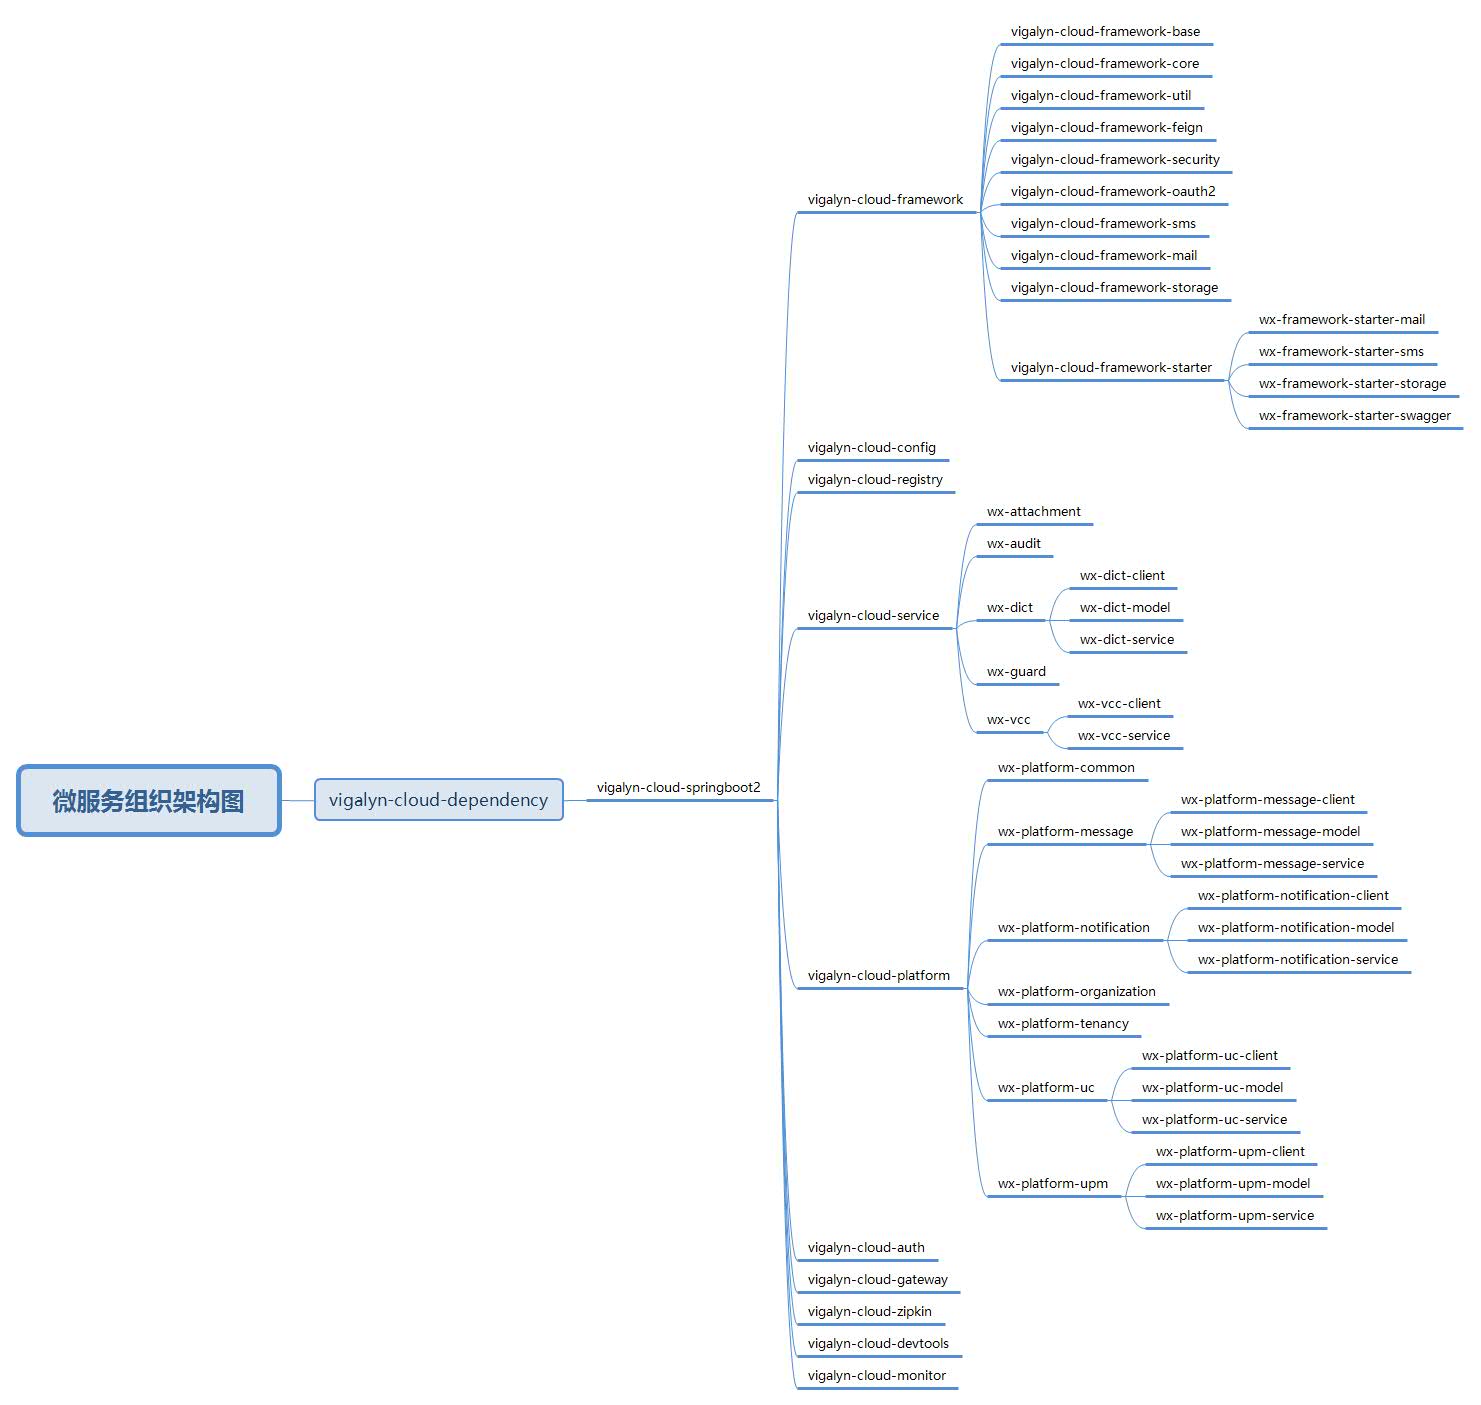 微服务组织架构图
vigalyn-cloud-dependency
vigalyn-cloud-springboot2
vigalyn-cloud-framework
vigalyn-cloud-framework-base
vigalyn-cloud-framework-core
vigalyn-cloud-framework-util
vigalyn-cloud-framework-feign
vigalyn-cloud-framework-security
vigalyn-cloud-framework-oauth2
vigalyn-cloud-framework-sms
vigalyn-cloud-framework-mail
vigalyn-cloud-framework-storage
vigalyn-cloud-framework-starter
wx-framework-starter-mail
wx-framework-starter-sms
wx-framework-starter-storage
wx-framework-starter-swagger
vigalyn-cloud-config
vigalyn-cloud-registry
vigalyn-cloud-service
wx-attachment
wx-audit
wx-dict
wx-dict-client
wx-dict-model
wx-dict-service
wx-guard
wx-vcc
wx-vcc-client
wx-vcc-service
vigalyn-cloud-platform
wx-platform-common
wx-platform-message
wx-platform-message-client
wx-platform-message-model
wx-platform-message-service
wx-platform-notification
wx-platform-notification-client
wx-platform-notification-model
wx-platform-notification-service
wx-platform-organization
wx-platform-tenancy
wx-platform-uc
wx-platform-uc-client
wx-platform-uc-model
wx-platform-uc-service
wx-platform-upm
wx-platform-upm-client
wx-platform-upm-model
wx-platform-upm-service
vigalyn-cloud-auth
vigalyn-cloud-gateway
vigalyn-cloud-zipkin
vigalyn-cloud-devtools
vigalyn-cloud-monitor